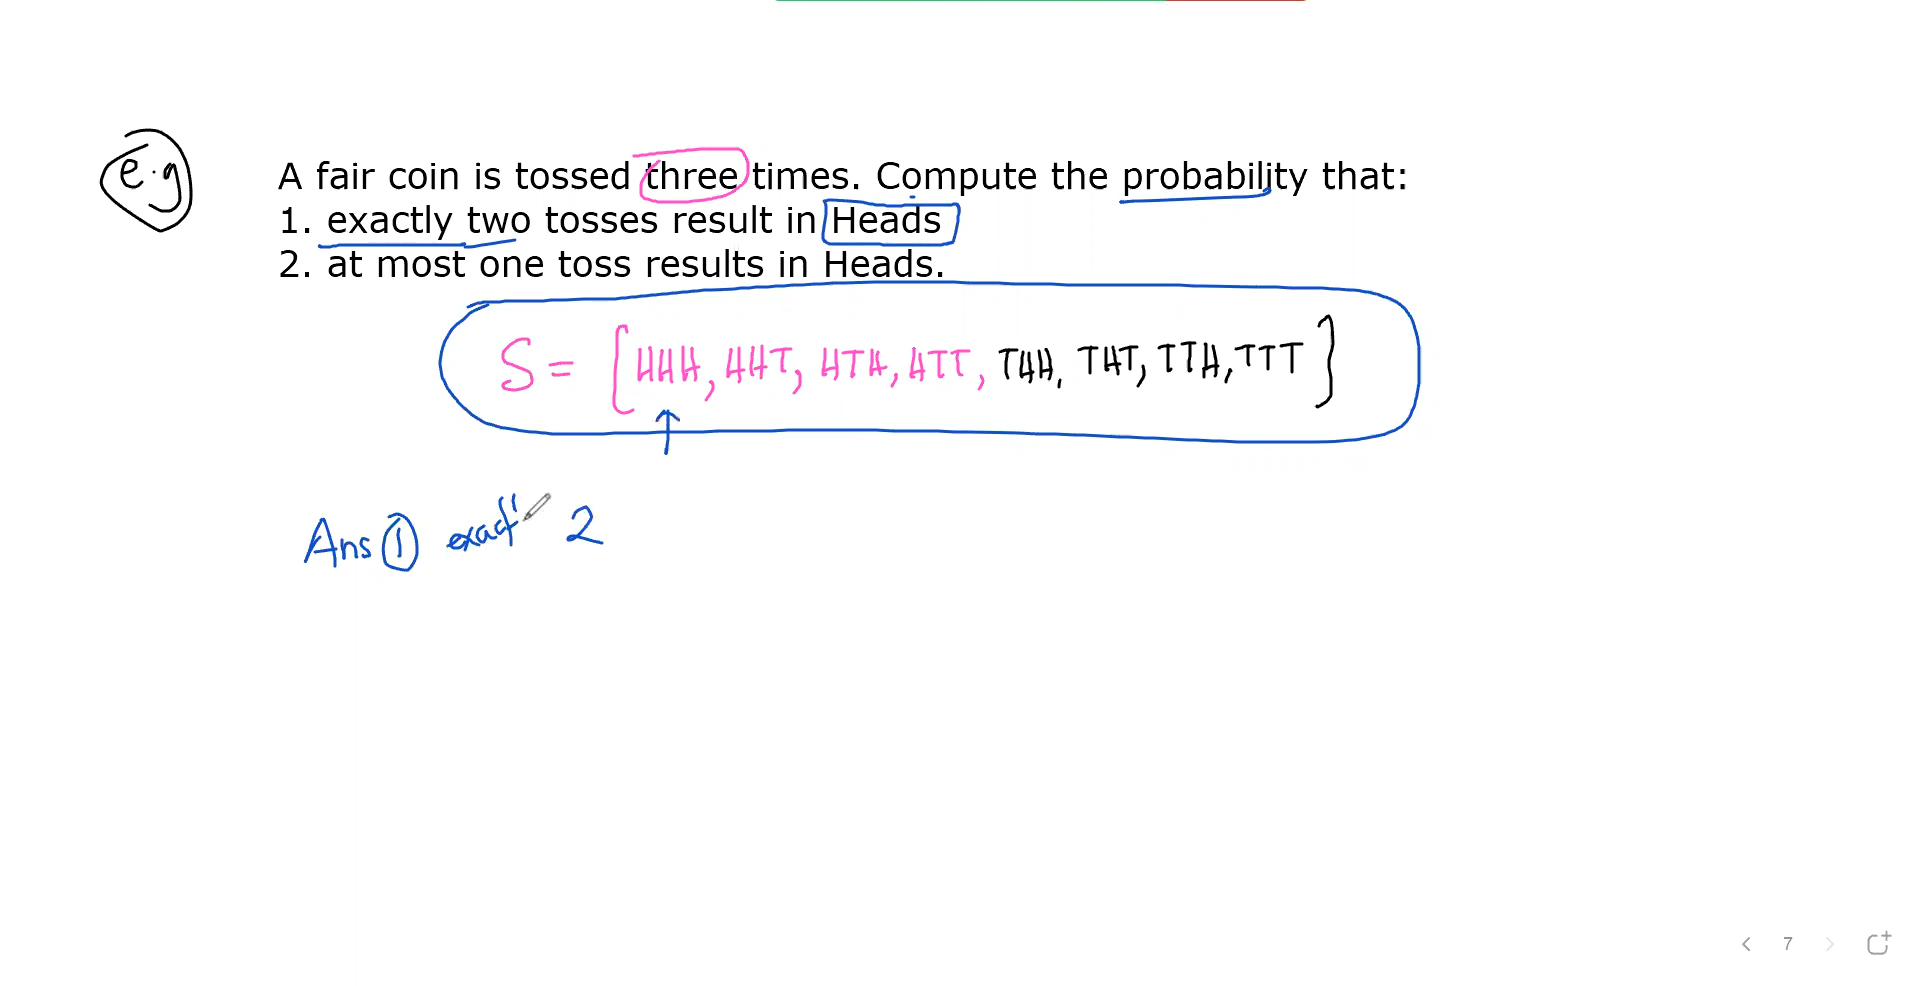 e.g
A fair coin is tossed three times. Compute the probability that:
1. exactly two tosses result in Heads
2. at most one toss results in Heads.
S = {HHH, HHT, HTH, HTT, THH, THT, TTH, TTT}
Ans ① exact 2
7